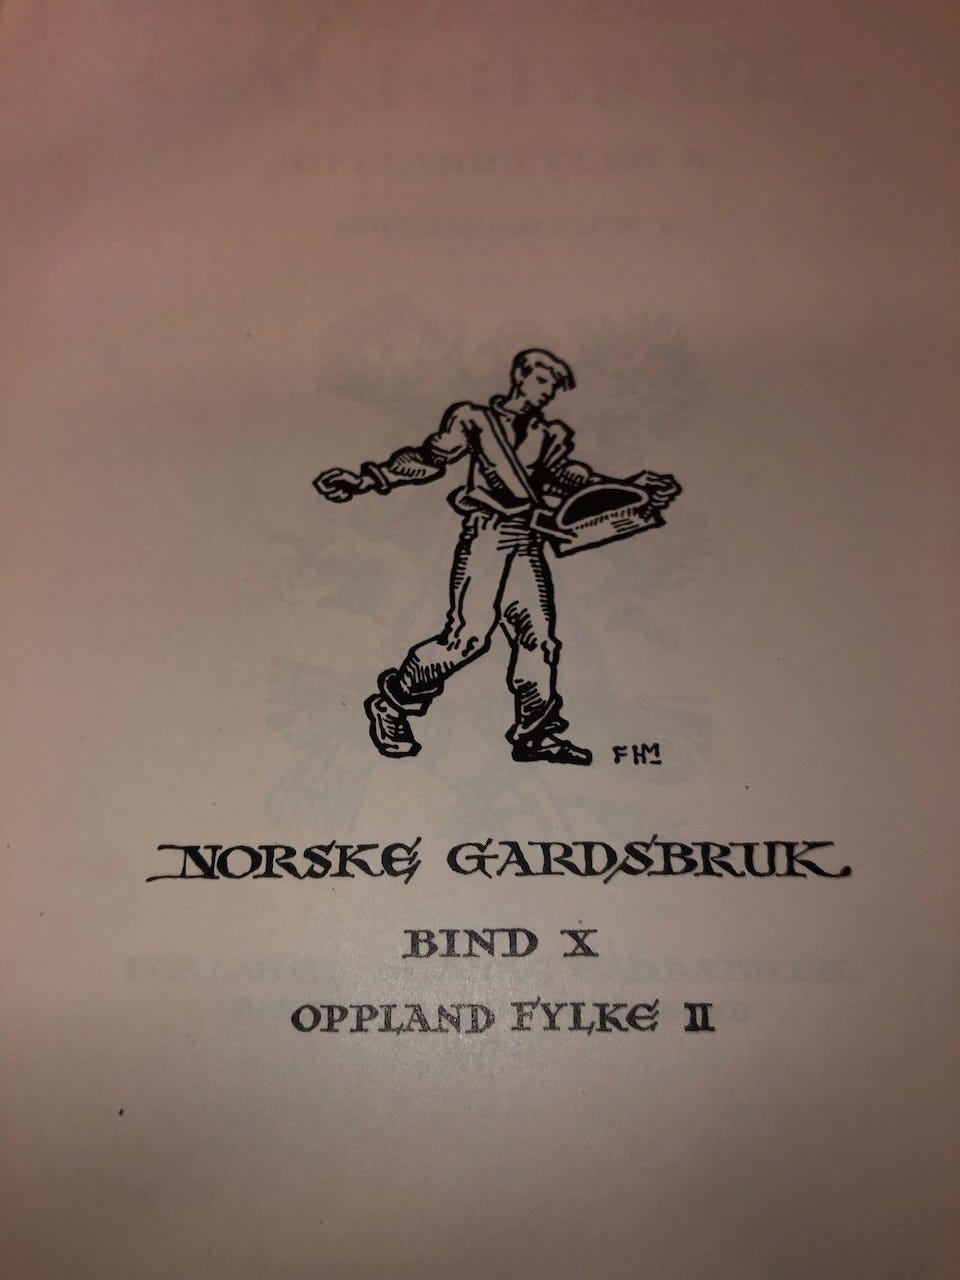 FHM
NORSKE GARDSBRUK
BIND X
OPPLAND FYLKE II